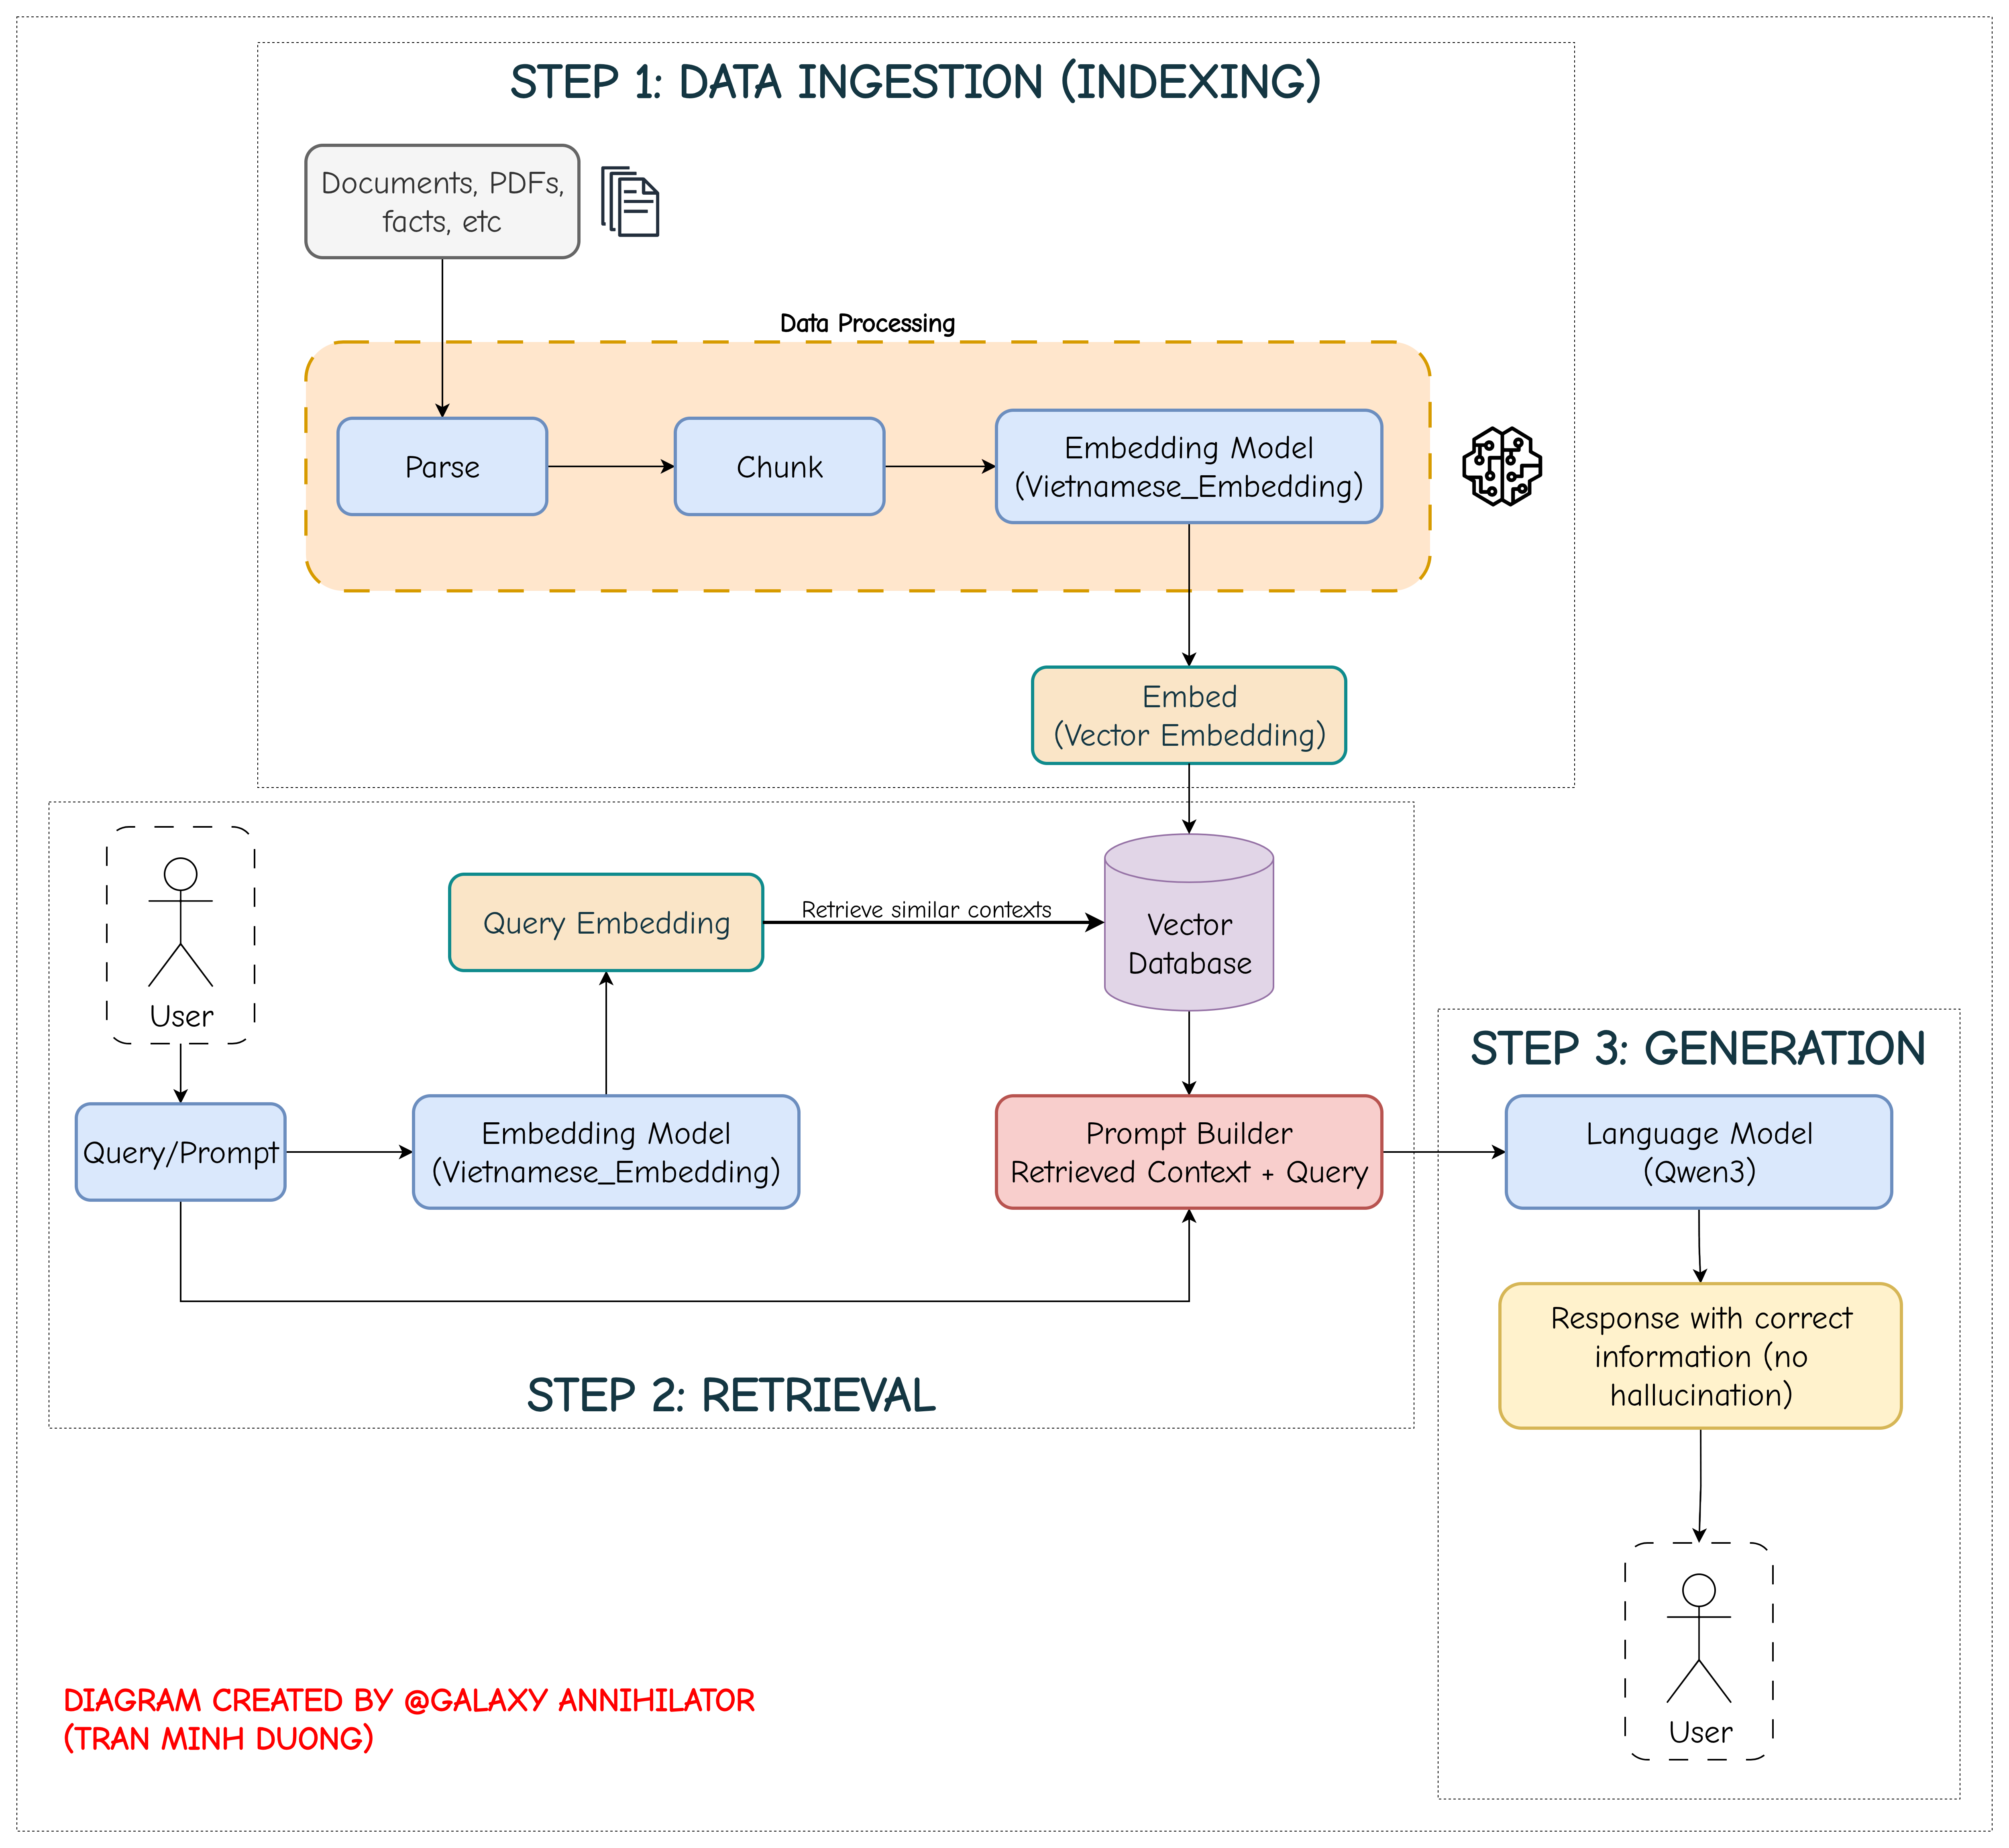 STEP 1: DATA INGESTION (INDEXING)
Documents, PDFs,
facts, etc
Data Processing
Parse
Chunk
Embedding Model
(Vietnamese_Embedding)
Embed
(Vector Embedding)
User
Query Embedding
Retrieve similar contexts
Vector
Database
Query/Prompt
Embedding Model
(Vietnamese_Embedding)
Prompt Builder
Retrieved Context + Query
STEP 2: RETRIEVAL
STEP 3: GENERATION
Language Model
(Qwen3)
Response with correct
information (no
hallucination)
User
DIAGRAM CREATED BY @GALAXY ANNIHILATOR
(TRAN MINH DUONG)